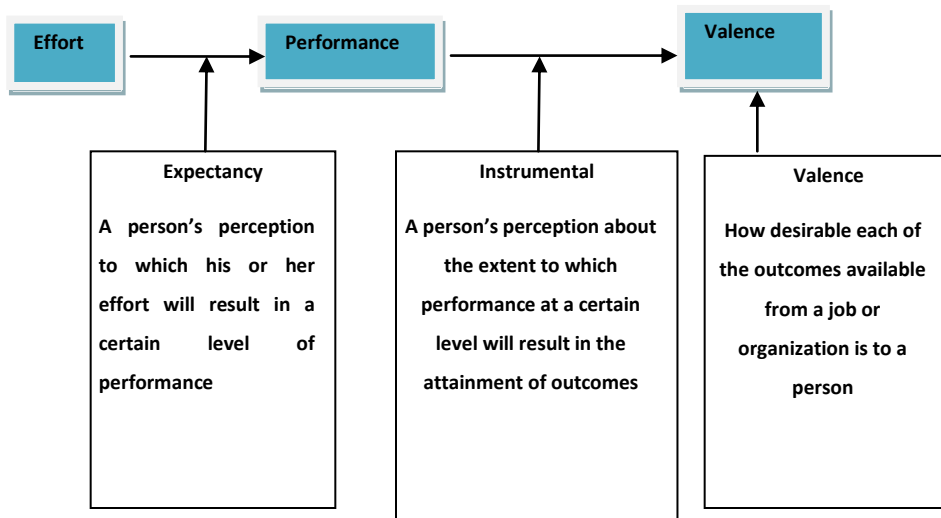 Effort
Performance
Valence
Expectancy
A person's perception
to which his or her
effort will result in a
certain level of
performance
Instrumental
A person's perception about
the extent to which
performance at a certain
level will result in the
attainment of outcomes
Valence
How desirable each of
the outcomes available
from a job or
organization is to a
person